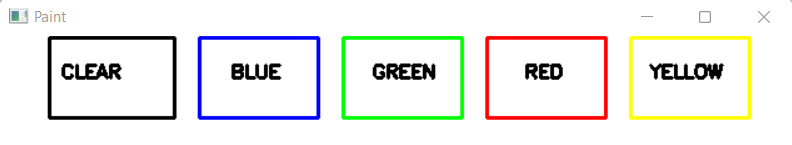 Paint
CLEAR BLUE GREEN RED YELLOW